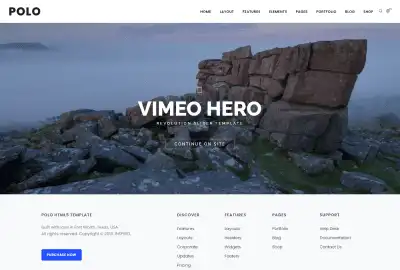 POLO
HOME LAYOUT FEATURES ELEMENTS PAGES PORTFOLIO BLOG SHOP
VIMEO HERO
REVOLUTION SLIDER TEMPLATE
CONTINUE ON SITE
POLO HTML5 TEMPLATE
Built with love in Fort Worth, Texas, USA
All rights reserved. Copyright © 2019. INSPIRO.
PURCHASE NOW
DISCOVER
Features
Layouts
Corporate
Updates
Pricing
FEATURES
Layouts
Headers
Widgets
Footers
PAGES
Portfolio
Blog
Shop
SUPPORT
Help Desk
Documentation
Contact Us